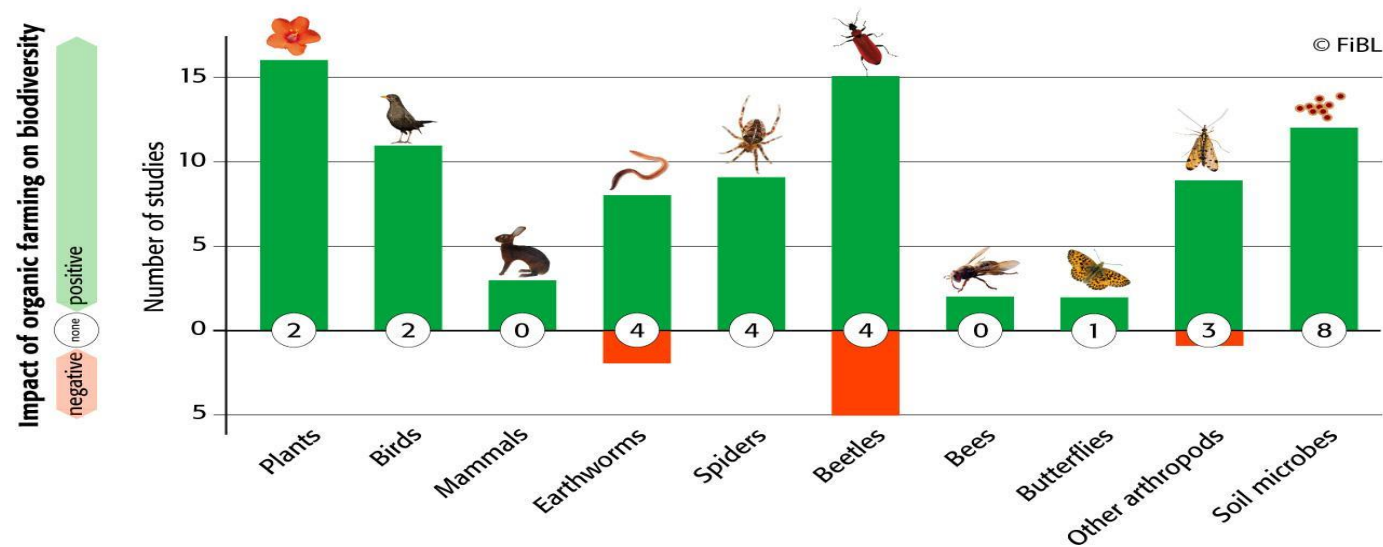 Impact of organic farming on biodiversity
positive
none
negative
Number of studies
© FiBL
15
10
5
0
5
2
2
0
4
4
4
0
1
3
8
Plants
Birds
Mammals
Earthworms
Spiders
Beetles
Bees
Butterflies
Other arthropods
Soil microbes